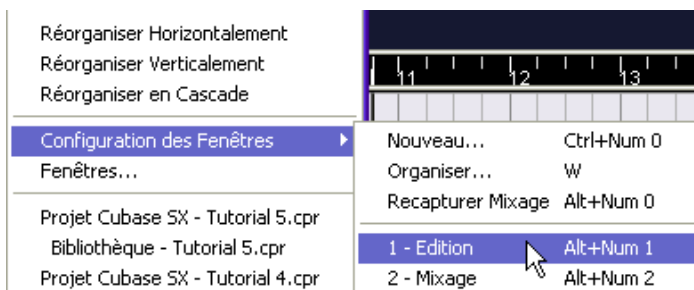 Réorganiser Horizontalement
Réorganiser Verticalement
Réorganiser en Cascade
Configuration des Fenêtres
Fenêtres...
Projet Cubase SX - Tutorial 5.cpr
Bibliothèque - Tutorial 5.cpr
Projet Cubase SX - Tutorial 4.cpr
11 12 13
Nouveau... Ctrl+Num 0
Organiser... W
Recapturer Mixage Alt+Num 0
1 - Edition Alt+Num 1
2 - Mixage Alt+Num 2